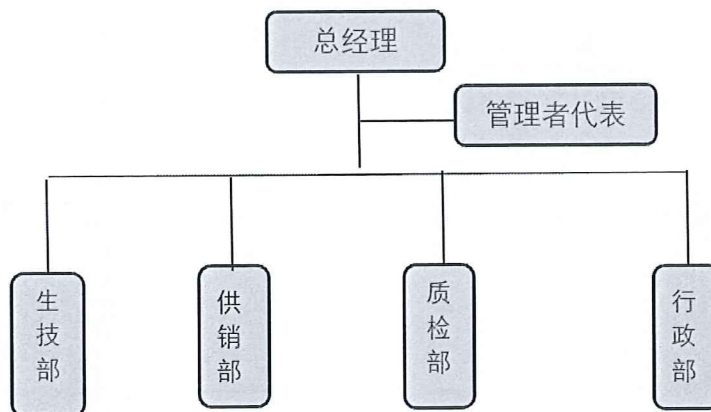 总经理
管理者代表
生技部
供销部
质检部
行政部